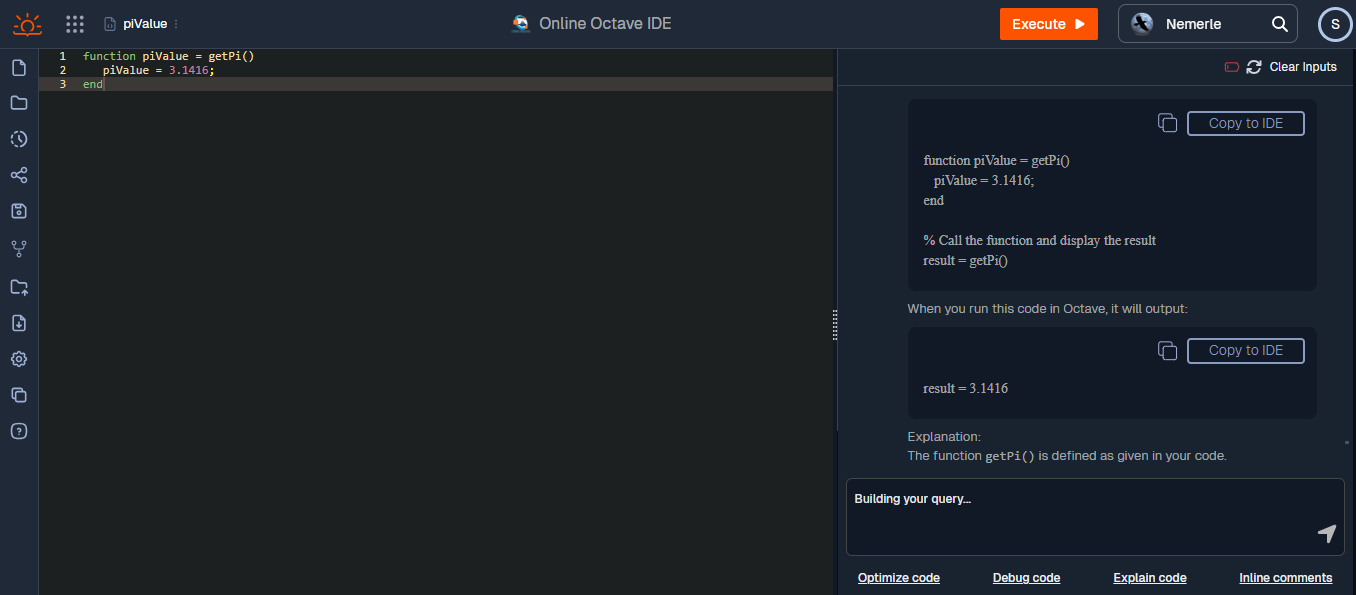 piValue
Online Octave IDE
Execute
Nemerle
S
1 function piValue = getPi()
2 piValue = 3.1416;
3 end
Clear Inputs
Copy to IDE
function piValue = getPi()
piValue = 3.1416;
end
% Call the function and display the result
result = getPi()
When you run this code in Octave, it will output:
Copy to IDE
result = 3.1416
Explanation:
The function getPi() is defined as given in your code.
Building your query...
Optimize code
Debug code
Explain code
Inline comments